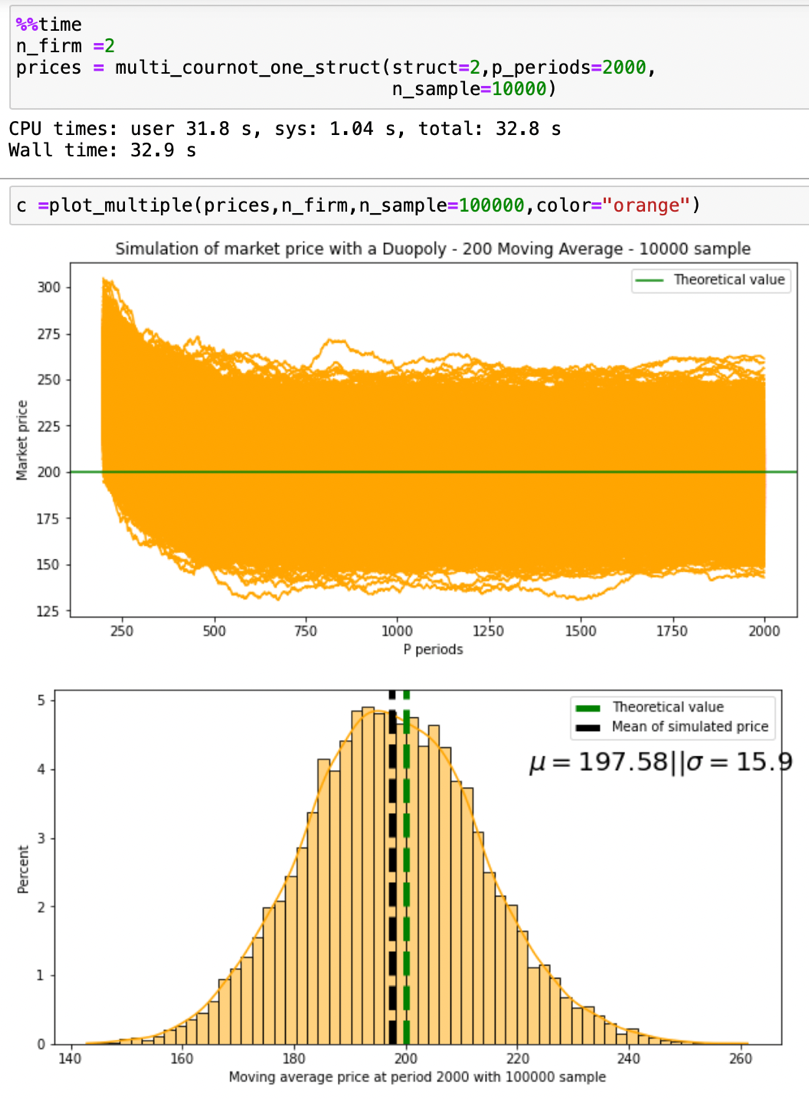 %%time
n_firm =2
prices = multi_cournot_one_struct(struct=2,p_periods=2000,
n_sample=10000)
CPU times: user 31.8 s, sys: 1.04 s, total: 32.8 s
Wall time: 32.9 s
c =plot_multiple(prices,n_firm,n_sample=100000,color="orange")
Simulation of market price with a Duopoly - 200 Moving Average - 10000 sample
Theoretical value
300
275
250
225
200
175
150
125
Market price
250 500 750 1000 1250 1500 1750 2000
P periods
Theoretical value
Mean of simulated price
μ = 197.58||σ = 15.9
5
4
3
2
1
0
Percent
140 160 180 200 220 240 260
Moving average price at period 2000 with 100000 sample